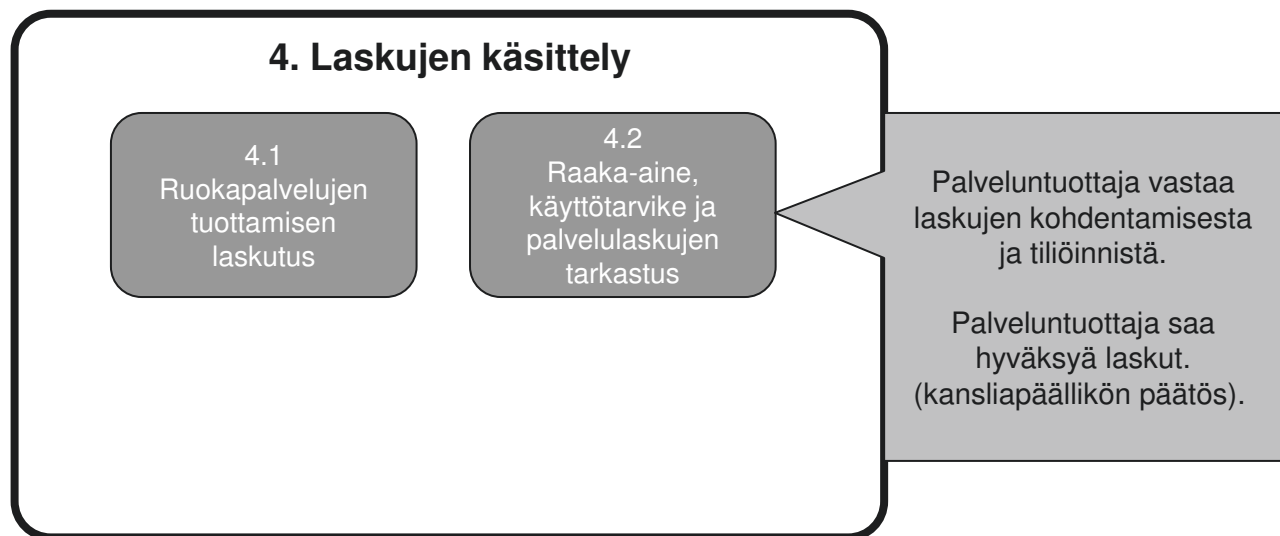 4. Laskujen käsittely
4.1
Ruokapalvelujen
tuottamisen
laskutus
4.2
Raaka-aine,
käyttötarvike ja
palvelulaskujen
tarkastus
Palveluntuottaja vastaa
laskujen kohdentamisesta
ja tiliöinnistä.
Palveluntuottaja saa
hyväksyä laskut.
(kansliapäällikön päätös).